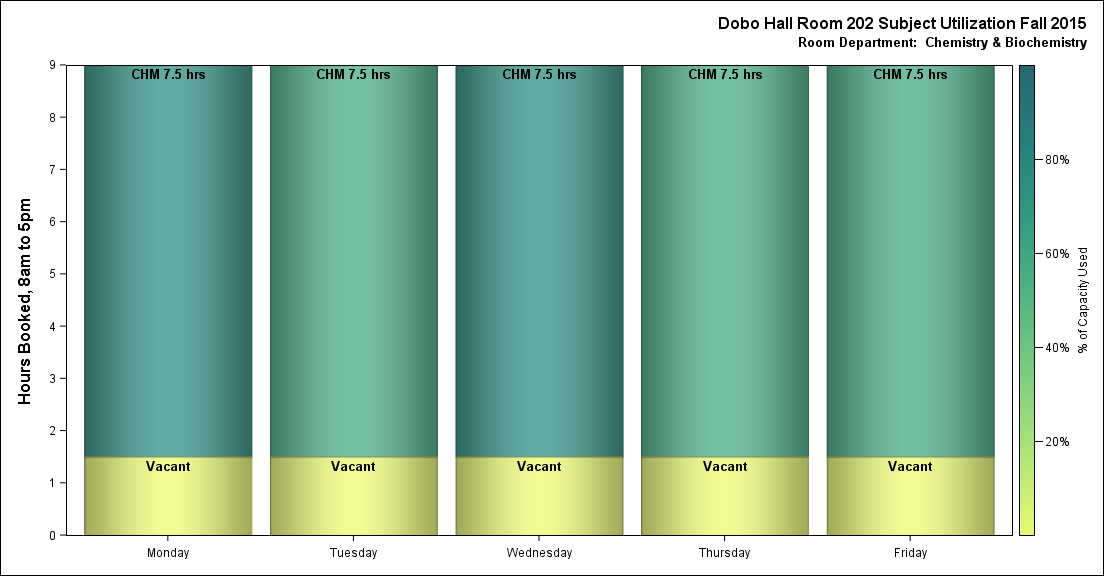 Dobo Hall Room 202 Subject Utilization Fall 2015
Room Department:  Chemistry & Biochemistry
Hours Booked, 8am to 5pm
9
8
7
6
5
4
3
2
1
0
CHM 7.5 hrs
CHM 7.5 hrs
CHM 7.5 hrs
CHM 7.5 hrs
CHM 7.5 hrs
Vacant
Vacant
Vacant
Vacant
Vacant
Monday
Tuesday
Wednesday
Thursday
Friday
80%
60%
40%
20%
% of Capacity Used